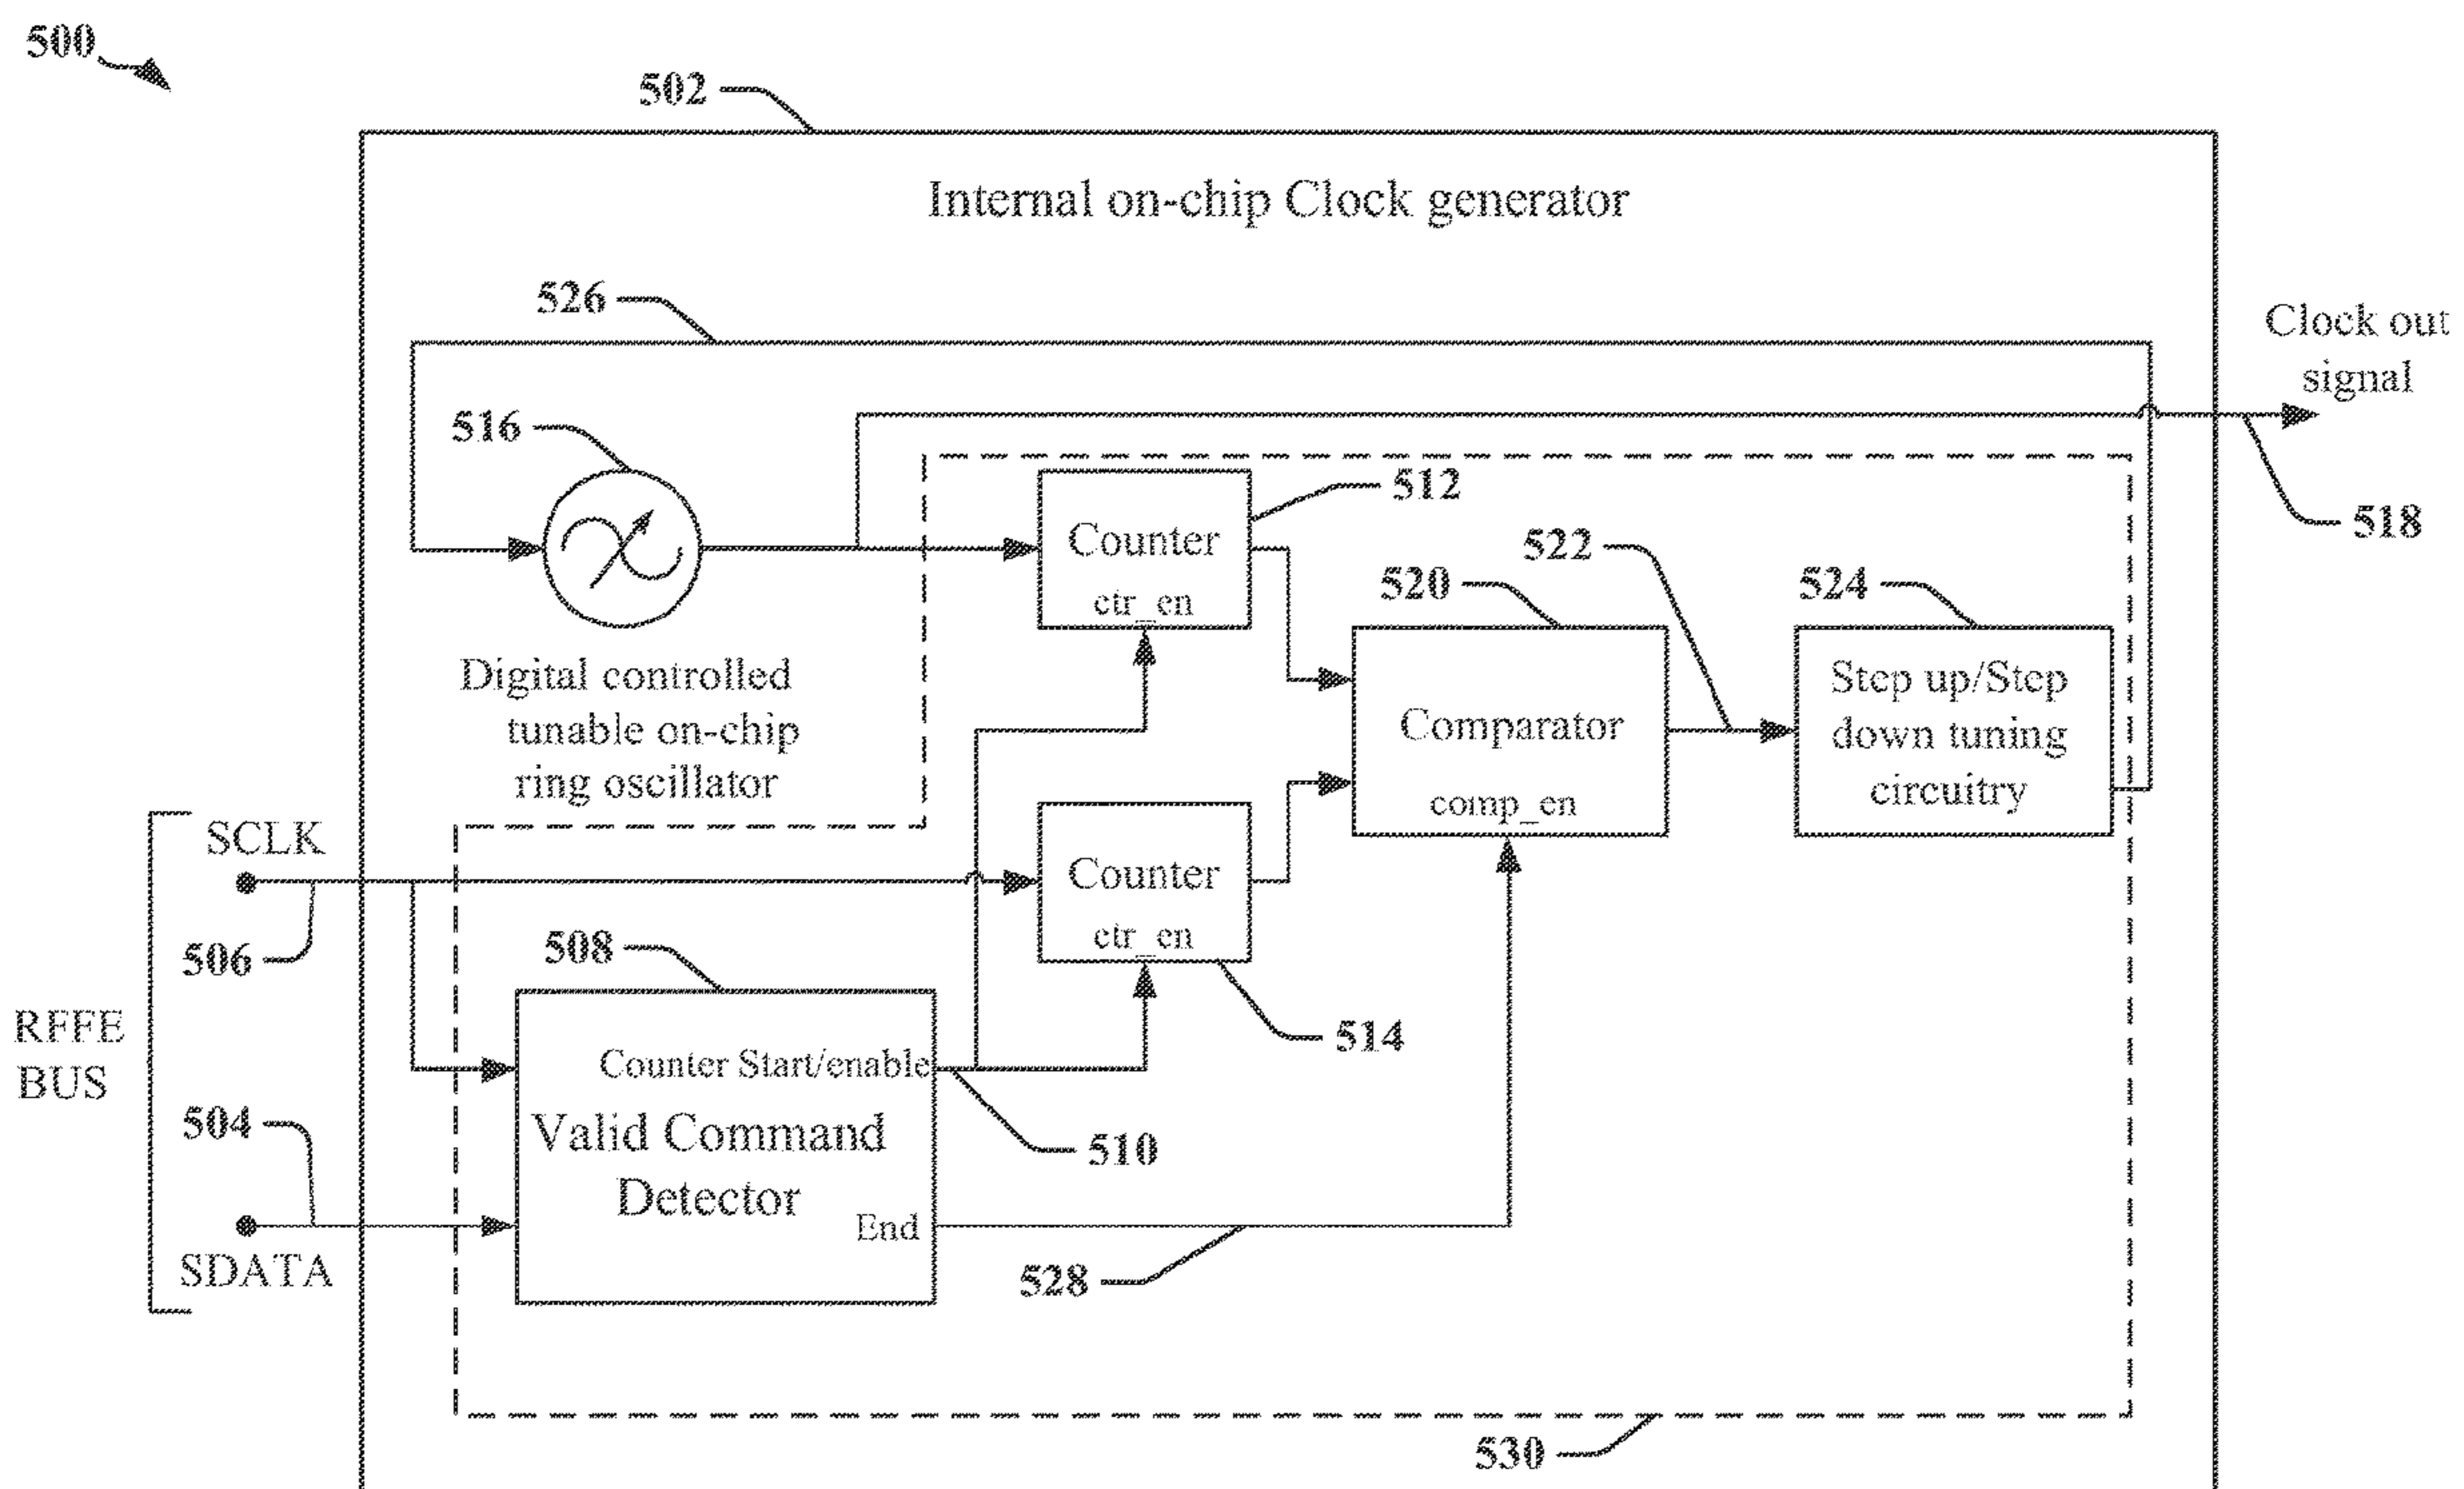 500
502
Internal on-chip Clock generator
526
Clock out
signal
516
512
518
Counter
ctr_en
522
520
524
Digital controlled
tunable on-chip
ring oscillator
Comparator
comp_en
Step up/Step
down tuning
circuitry
SCLK
Counter
ctr_en
506
508
514
RFFE
BUS
Counter Start/enable
504
Valid Command
Detector
510
End
SDATA
528
530